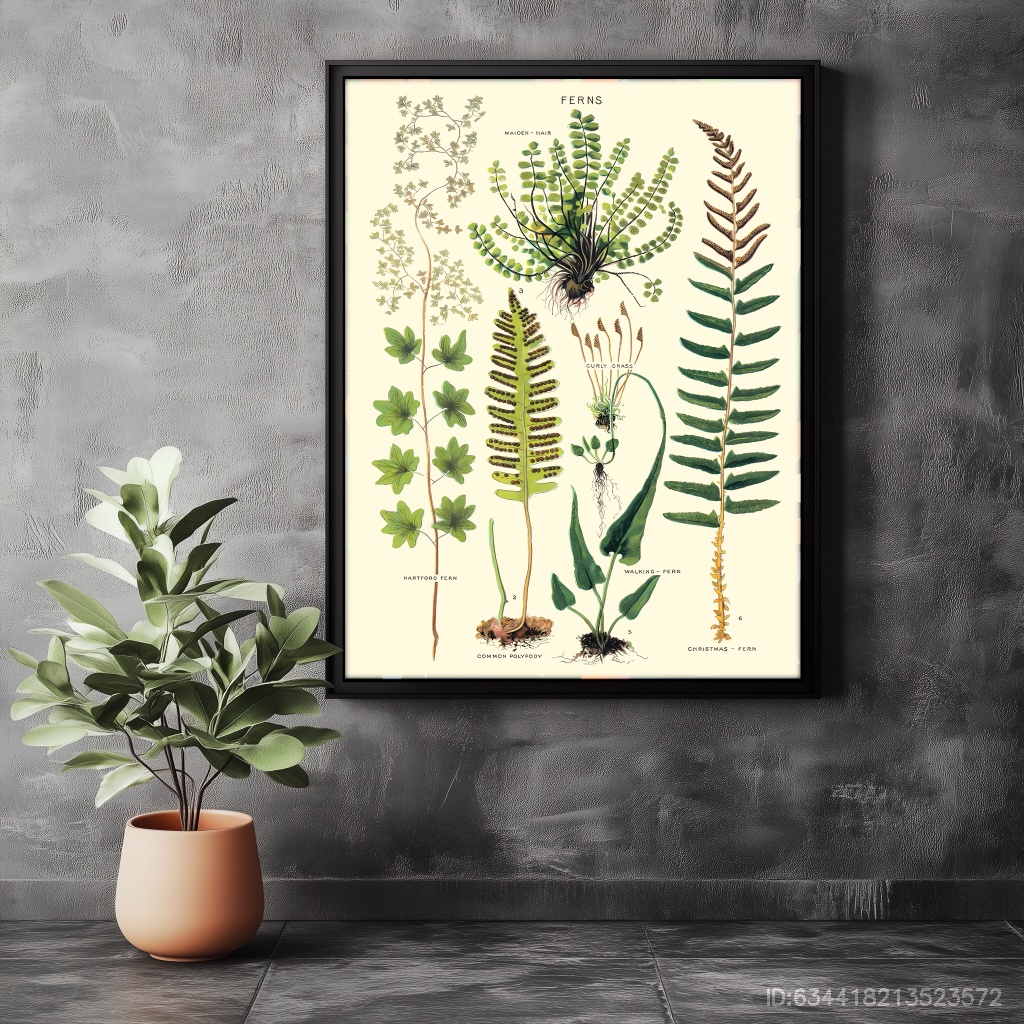 FERNS
MAIDEN-HAIR
3
CURLY GRASS
HARTFORD FERN
WALKING-FERN
2
6
5
CHRISTMAS-FERN
COMMON POLYPODY
ID:634418213523572